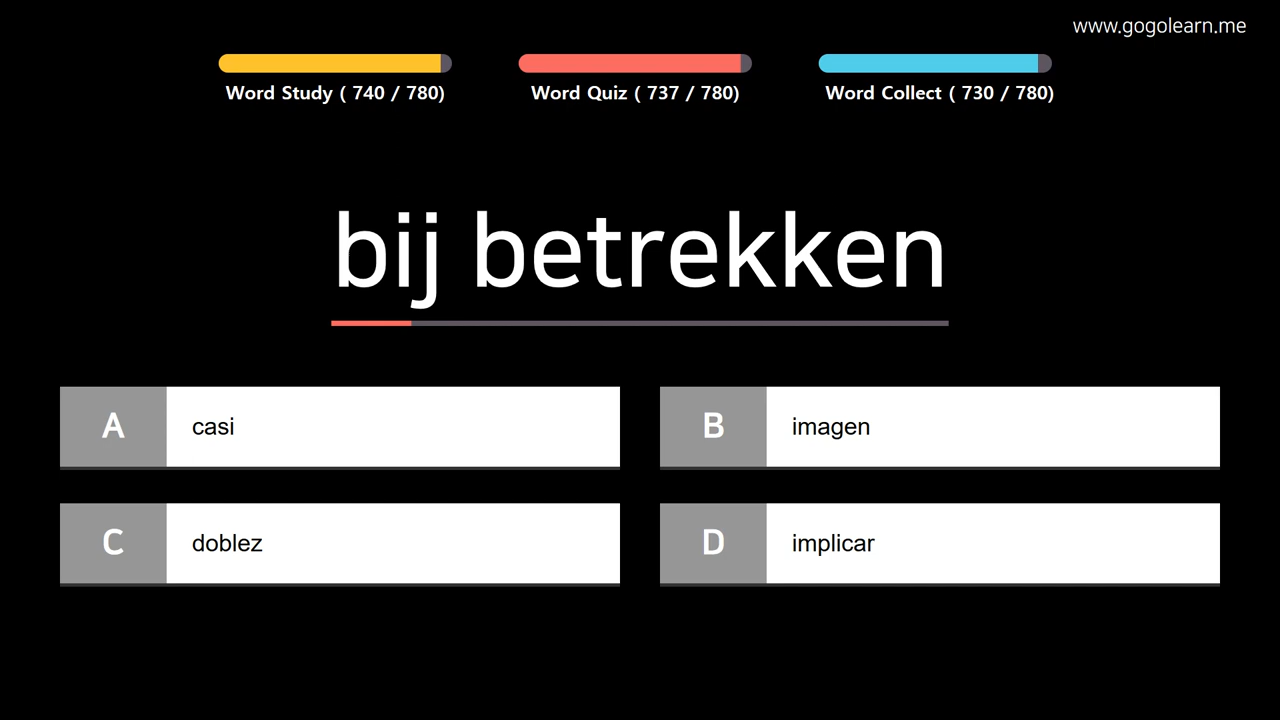 www.gogolearn.me
Word Study ( 740 / 780)
Word Quiz ( 737 / 780)
Word Collect ( 730 / 780)
bij betrekken
A casi
B imagen
C doblez
D implicar